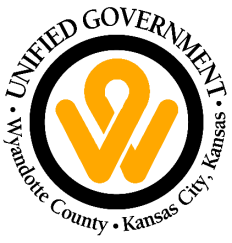 • UNIFIED GOVERNMENT •
Wyandotte County • Kansas City, Kansas